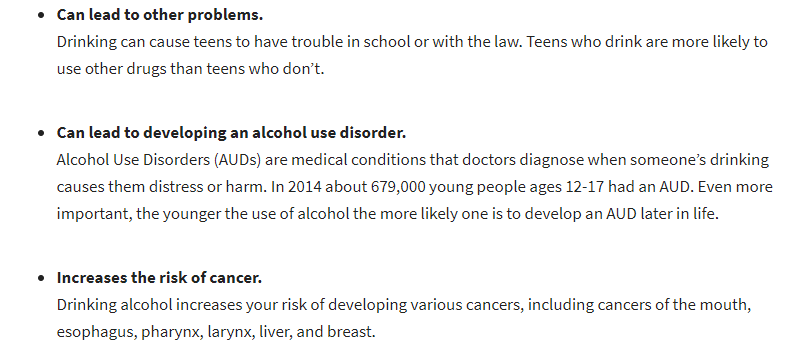 Can lead to other problems.
Drinking can cause teens to have trouble in school or with the law. Teens who drink are more likely to
use other drugs than teens who don’t.
Can lead to developing an alcohol use disorder.
Alcohol Use Disorders (AUDs) are medical conditions that doctors diagnose when someone’s drinking
causes them distress or harm. In 2014 about 679,000 young people ages 12-17 had an AUD. Even more
important, the younger the use of alcohol the more likely one is to develop an AUD later in life.
Increases the risk of cancer.
Drinking alcohol increases your risk of developing various cancers, including cancers of the mouth,
esophagus, pharynx, larynx, liver, and breast.